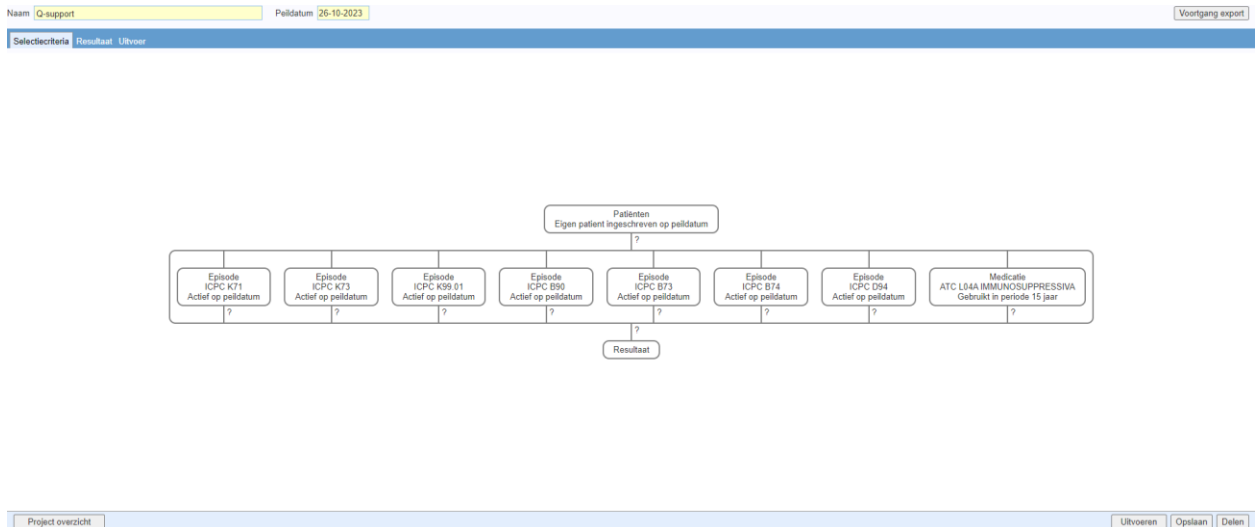 Naam Q-support Peildatum 26-10-2023 Voortgang export
Selectiecriteria Resultaat Uitvoer
Patiënten
Eigen patient ingeschreven op peildatum
?
Episode Episode Episode Episode Episode Episode Episode Medicatie
ICPC K71 ICPC K73 ICPC K99.01 ICPC B90 ICPC B73 ICPC B74 ICPC D94 ATC L04A IMMUNOSUPPRESSIVA
Actief op peildatum Actief op peildatum Actief op peildatum Actief op peildatum Actief op peildatum Actief op peildatum Actief op peildatum Gebruikt in periode 15 jaar
? ? ? ? ? ? ? ?
?
Resultaat
Project overzicht Uitvoeren Opslaan Delen